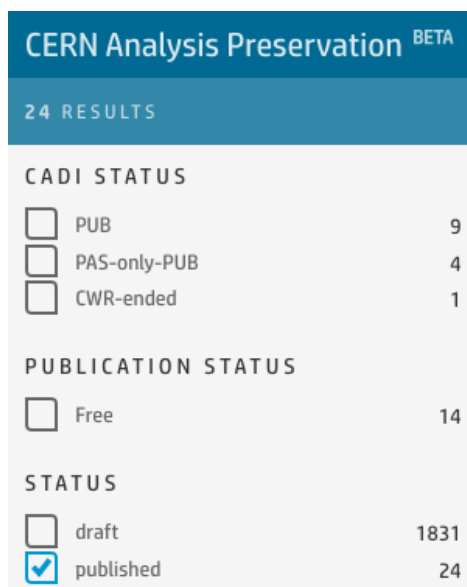 CERN Analysis Preservation BETA
24 RESULTS
CADI STATUS
PUB 9
PAS-only-PUB 4
CWR-ended 1
PUBLICATION STATUS
Free 14
STATUS
draft 1831
published 24